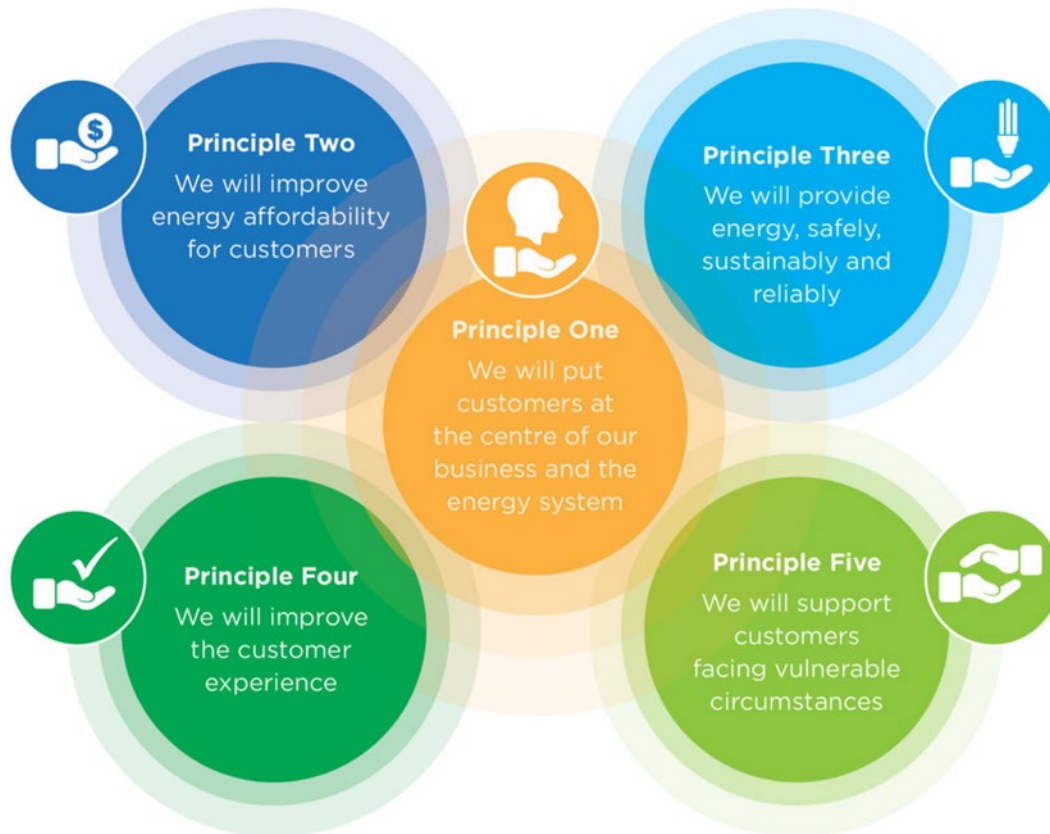 Principle One
We will put
customers at
the centre of our
business and the
energy system
Principle Two
We will improve
energy affordability
for customers
Principle Three
We will provide
energy, safely,
sustainably and
reliably
Principle Four
We will improve
the customer
experience
Principle Five
We will support
customers
facing vulnerable
circumstances
$